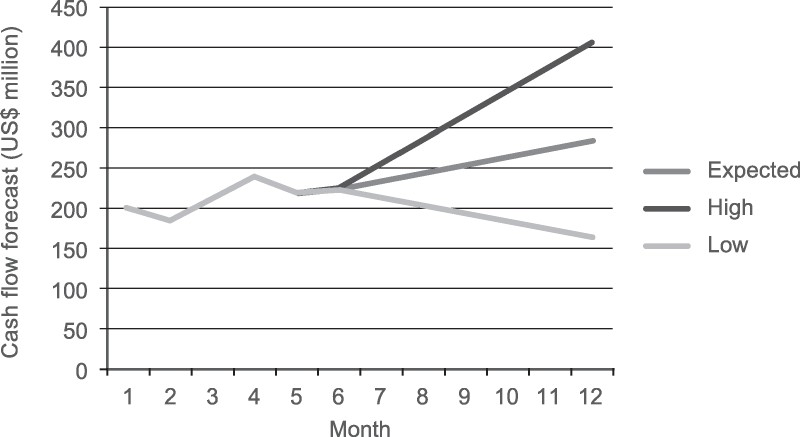 Cash flow forecast (US$ million)
450
400
350
300
250
200
150
100
50
0
1 2 3 4 5 6 7 8 9 10 11 12
Month
Expected
High
Low